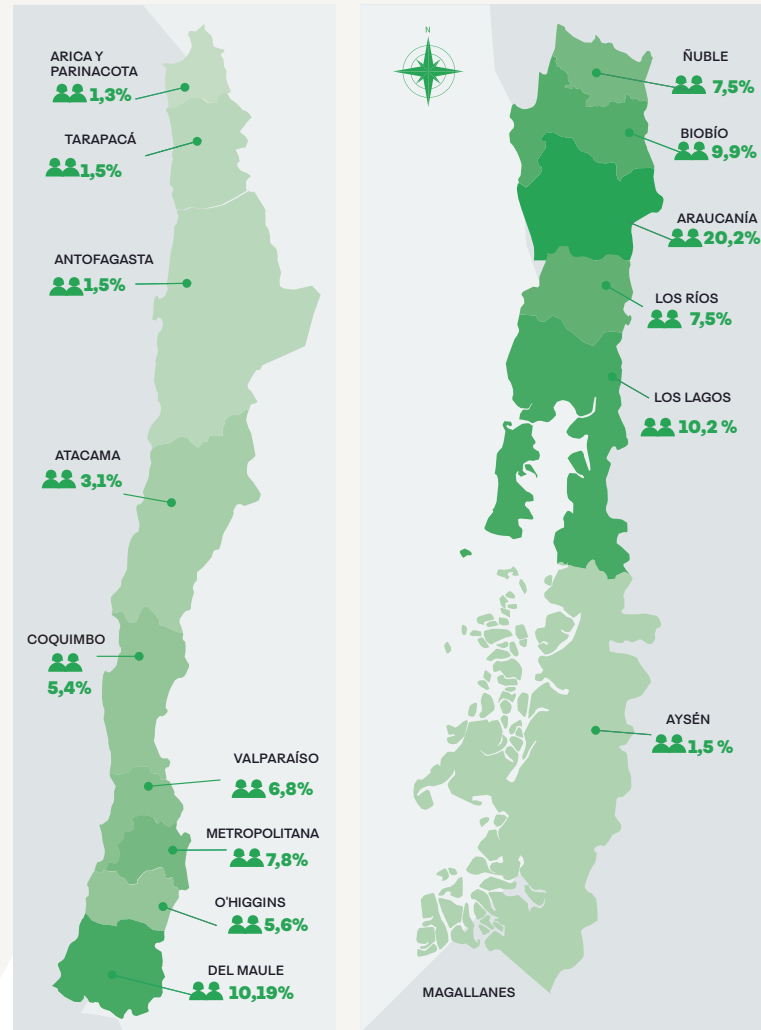 ARICA Y
PARINACOTA
1,3%
TARAPACÁ
1,5%
ANTOFAGASTA
1,5%
ATACAMA
3,1%
COQUIMBO
5,4%
VALPARAÍSO
6,8%
METROPOLITANA
7,8%
O'HIGGINS
5,6%
DEL MAULE
10,19%
N
ÑUBLE
7,5%
BIOBÍO
9,9%
ARAUCANÍA
20,2%
LOS RÍOS
7,5%
LOS LAGOS
10,2 %
AYSÉN
1,5 %
MAGALLANES